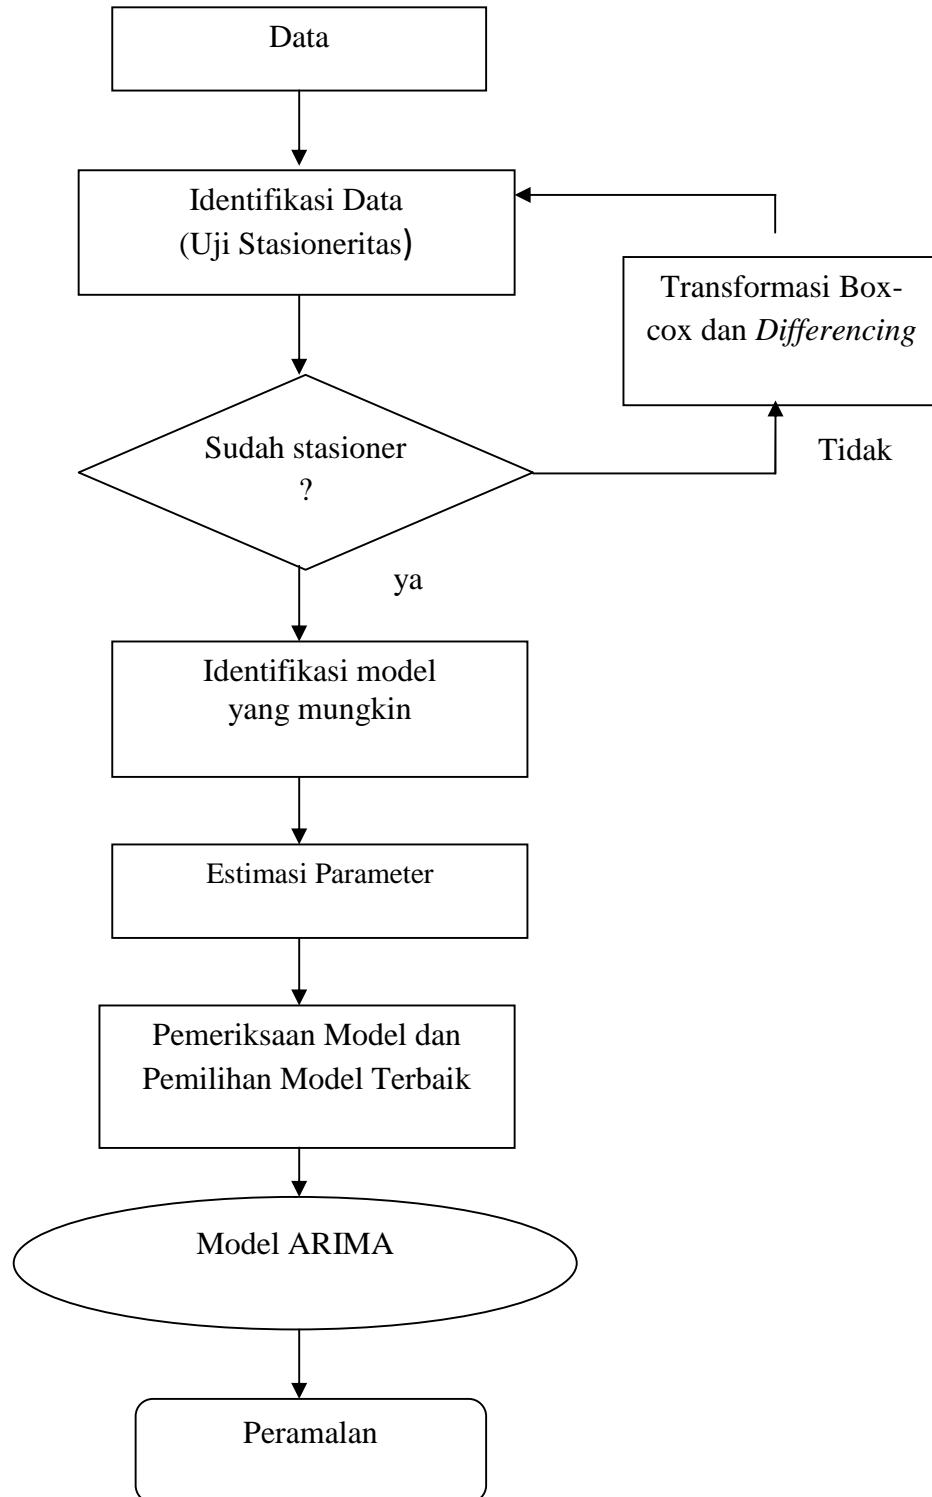 Data
Identifikasi Data
(Uji Stasioneritas)
Transformasi Box-
cox dan Differencing
Sudah stasioner
?
Tidak
ya
Identifikasi model
yang mungkin
Estimasi Parameter
Pemeriksaan Model dan
Pemilihan Model Terbaik
Model ARIMA
Peramalan